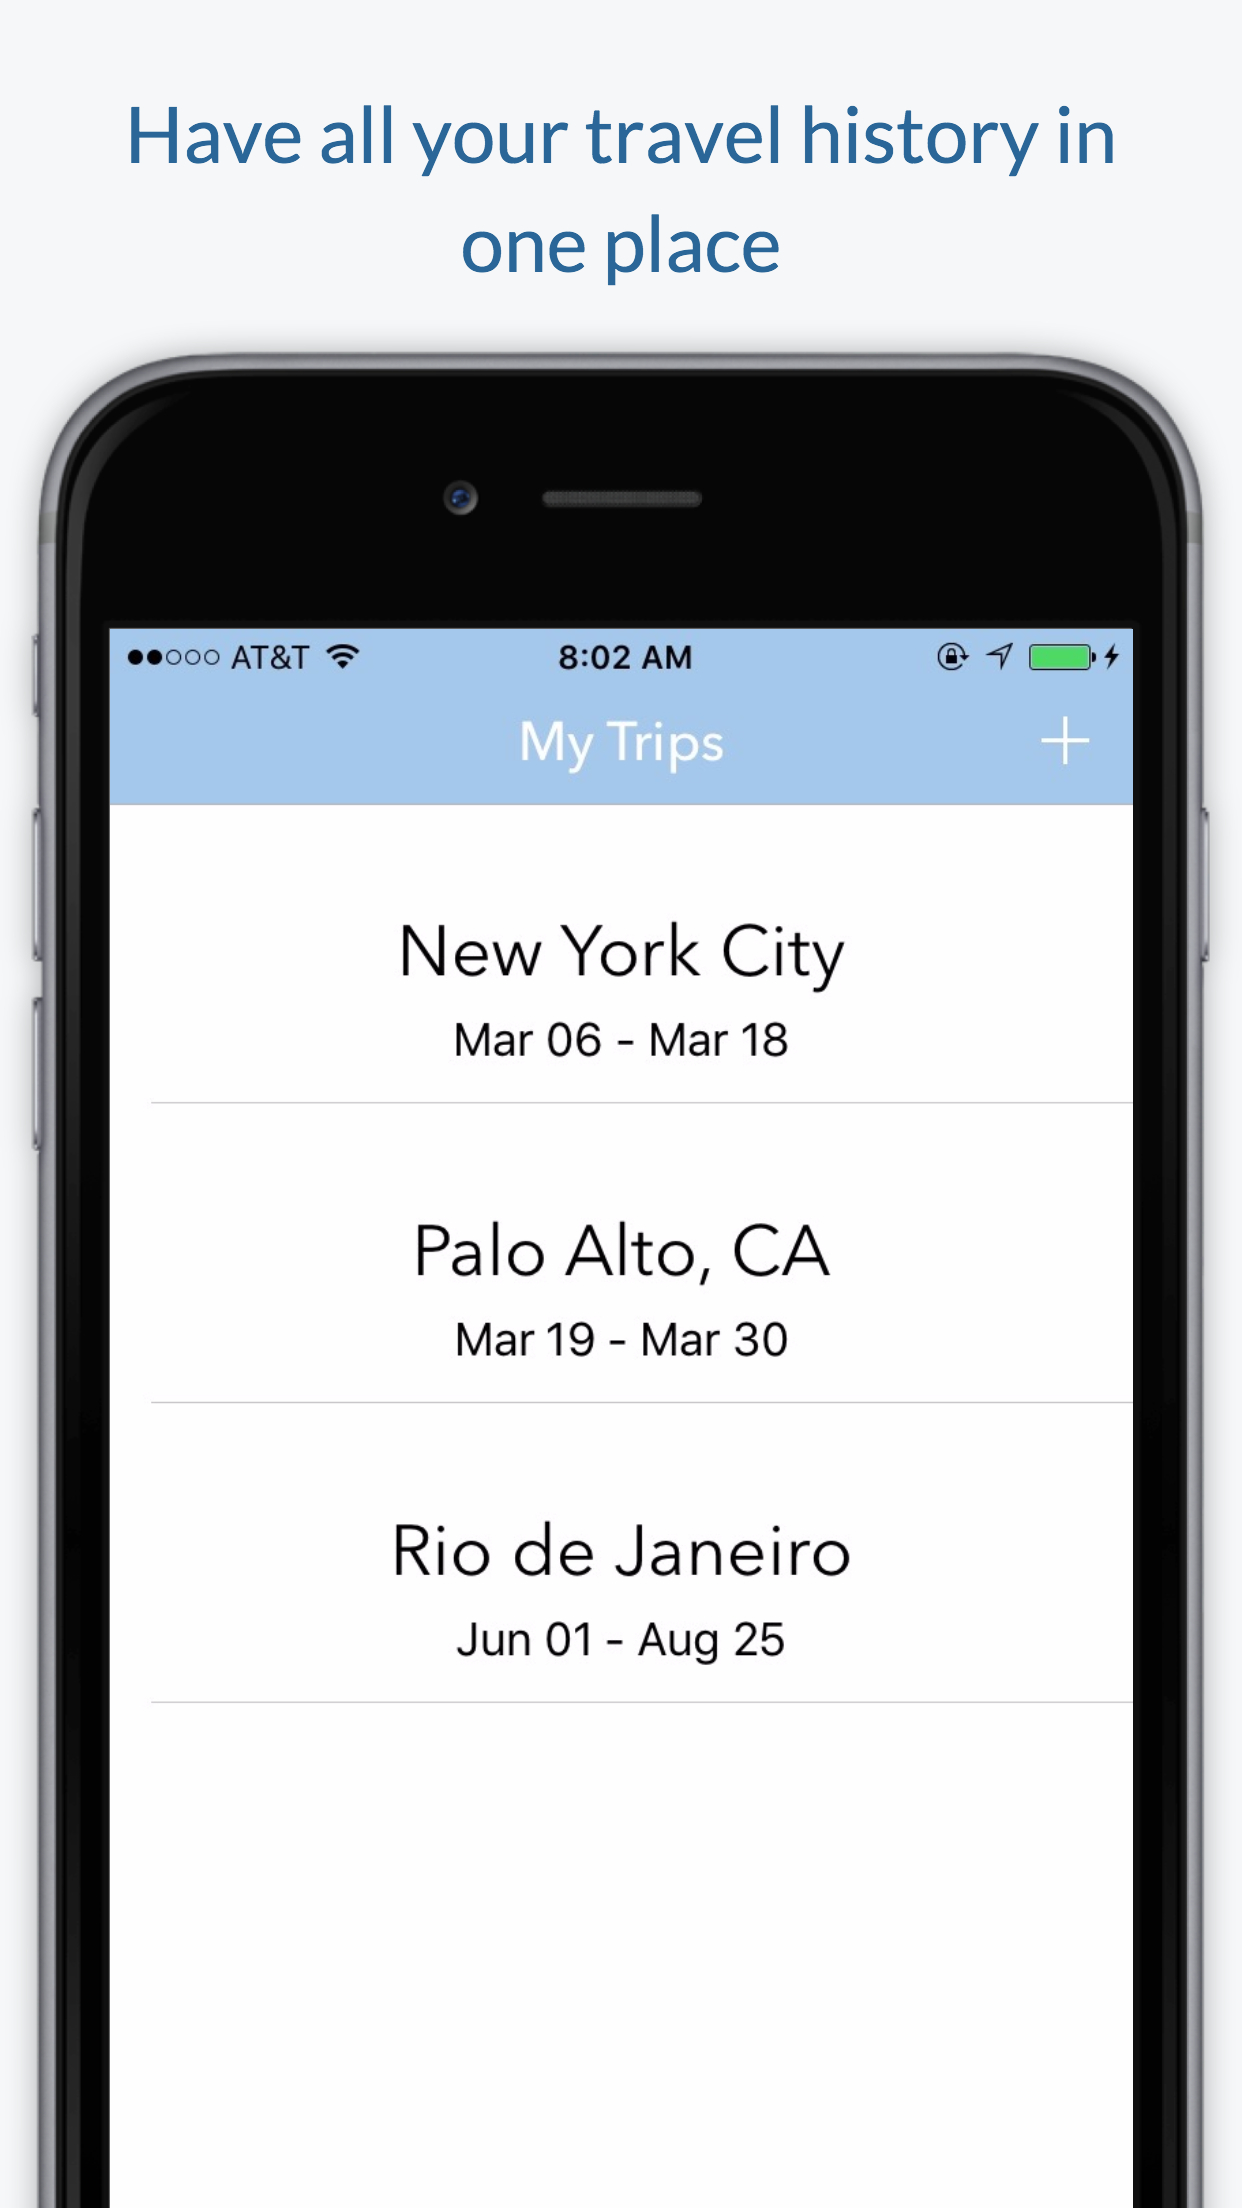 Have all your travel history in
one place
AT&T 8:02 AM
My Trips
New York City
Mar 06 - Mar 18
Palo Alto, CA
Mar 19 - Mar 30
Rio de Janeiro
Jun 01 - Aug 25